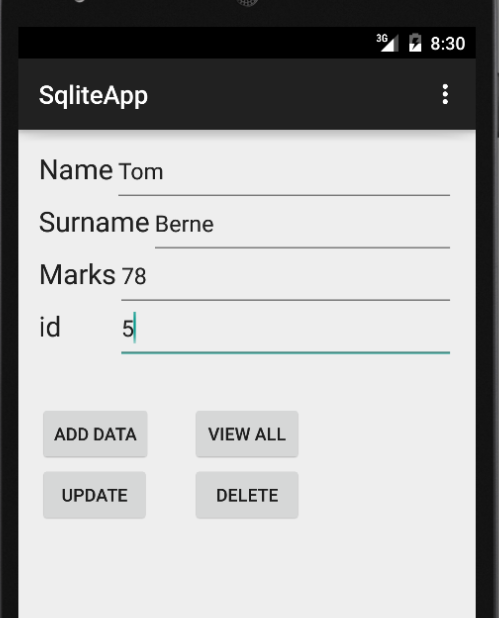 3G 8:30
SqliteApp
Name Tom
Surname Berne
Marks 78
id 5
ADD DATA VIEW ALL
UPDATE DELETE